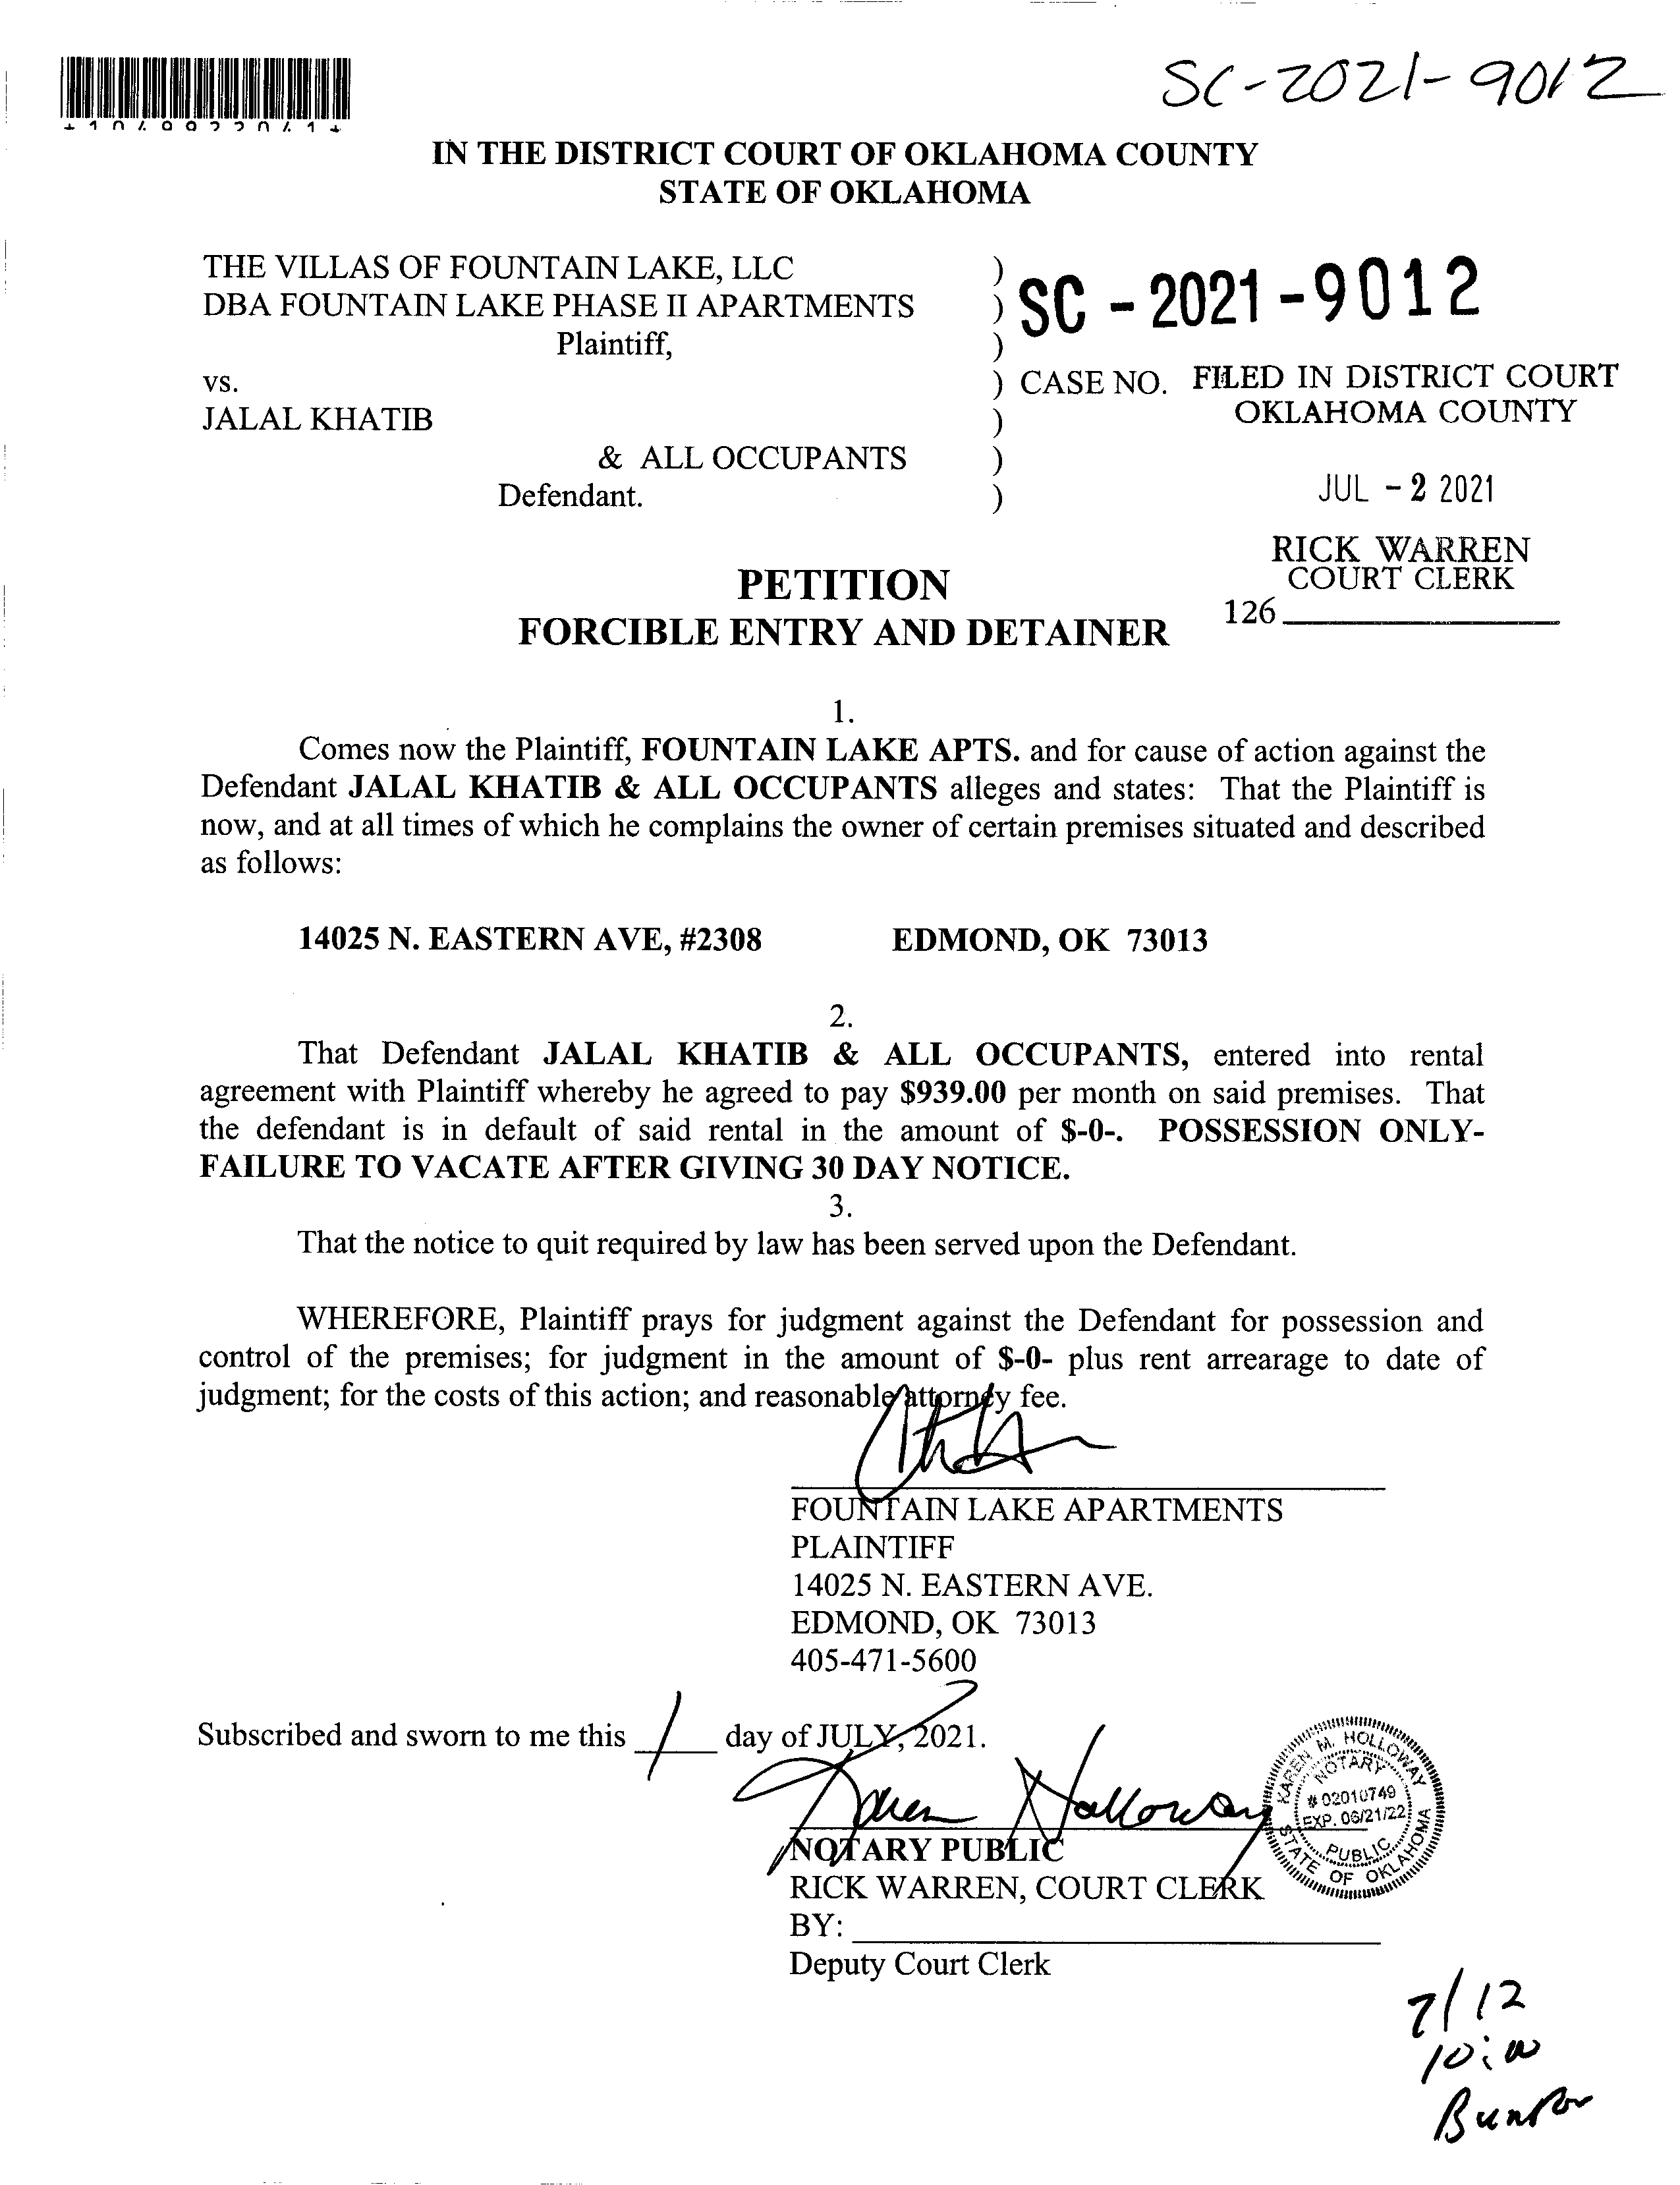 SC-2021-9012
IN THE DISTRICT COURT OF OKLAHOMA COUNTY
STATE OF OKLAHOMA
THE VILLAS OF FOUNTAIN LAKE, LLC )
DBA FOUNTAIN LAKE PHASE II APARTMENTS ) SC - 2021 - 9012
Plaintiff, )
vs. ) CASE NO. FILED IN DISTRICT COURT
JALAL KHATIB ) OKLAHOMA COUNTY
& ALL OCCUPANTS )
Defendant. ) JUL - 2 2021
RICK WARREN
COURT CLERK
126
PETITION
FORCIBLE ENTRY AND DETAINER
1.
Comes now the Plaintiff, FOUNTAIN LAKE APTS. and for cause of action against the
Defendant JALAL KHATIB & ALL OCCUPANTS alleges and states: That the Plaintiff is
now, and at all times of which he complains the owner of certain premises situated and described
as follows:
14025 N. EASTERN AVE, #2308 EDMOND, OK 73013
2.
That Defendant JALAL KHATIB & ALL OCCUPANTS, entered into rental
agreement with Plaintiff whereby he agreed to pay $939.00 per month on said premises. That
the defendant is in default of said rental in the amount of $-0-. POSSESSION ONLY-
FAILURE TO VACATE AFTER GIVING 30 DAY NOTICE.
3.
That the notice to quit required by law has been served upon the Defendant.
WHEREFORE, Plaintiff prays for judgment against the Defendant for possession and
control of the premises; for judgment in the amount of $-0- plus rent arrearage to date of
judgment; for the costs of this action; and reasonable attorney fee.
FOUNTAIN LAKE APARTMENTS
PLAINTIFF
14025 N. EASTERN AVE.
EDMOND, OK 73013
405-471-5600
Subscribed and sworn to me this 1 day of JULY, 2021.
Karen Holloway
KAREN M. HOLLOWAY
NOTARY
# 02010749
EXP. 06/21/22
PUBLIC
STATE OF OKLAHOMA
NOTARY PUBLIC
RICK WARREN, COURT CLERK
BY:
Deputy Court Clerk
7/12
10:00